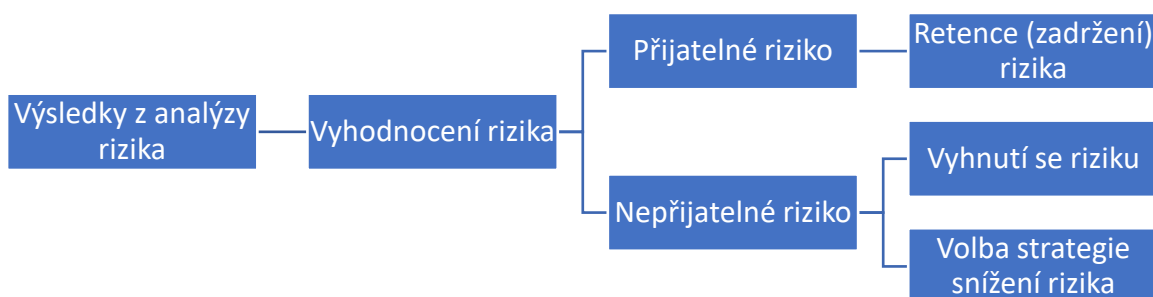 Výsledky z analýzy
rizika
Vyhodnocení rizika
Přijatelné riziko
Retence (zadržení)
rizika
Nepřijatelné riziko
Vyhnutí se riziku
Volba strategie
snížení rizika